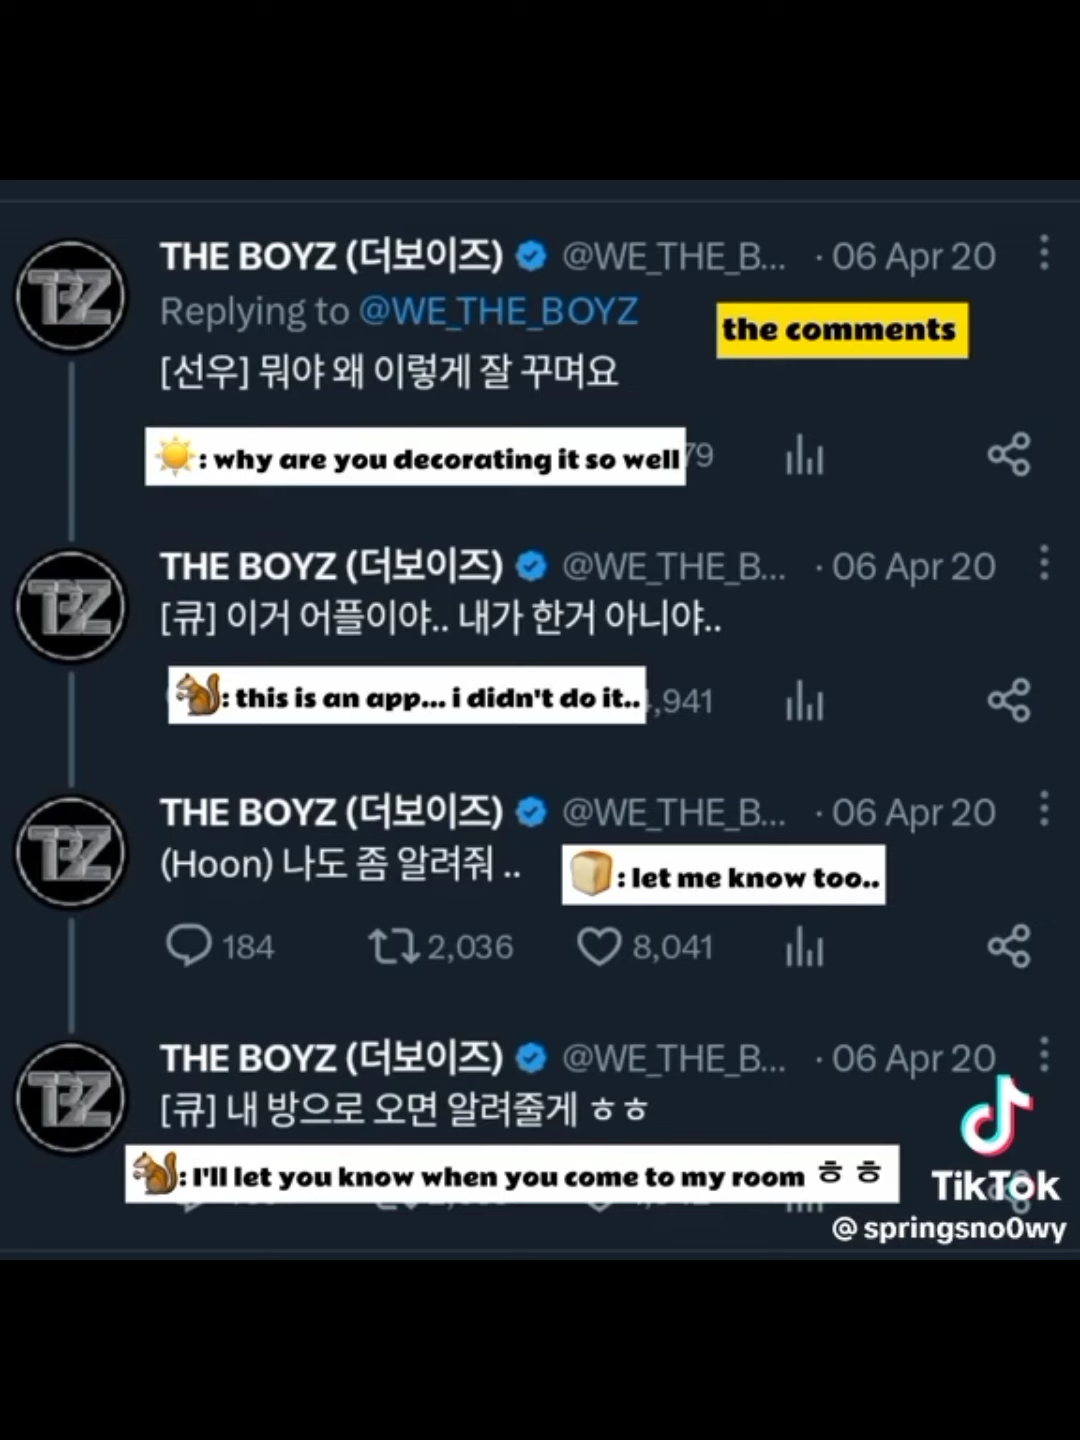 THE BOYZ (더보이즈) @WE_THE_B... · 06 Apr 20
Replying to @WE_THE_BOYZ
the comments
[선우] 뭐야 왜 이렇게 잘 꾸며요
: why are you decorating it so well
79
THE BOYZ (더보이즈) @WE_THE_B... · 06 Apr 20
[큐] 이거 어플이야.. 내가 한거 아니야..
: this is an app... i didn't do it..
,941
THE BOYZ (더보이즈) @WE_THE_B... · 06 Apr 20
(Hoon) 나도 좀 알려줘 ..
: let me know too..
184 2,036 8,041
THE BOYZ (더보이즈) @WE_THE_B... · 06 Apr 20
[큐] 내 방으로 오면 알려줄게 ㅎㅎ
: I'll let you know when you come to my room ㅎㅎ
TikTok
@springsno0wy